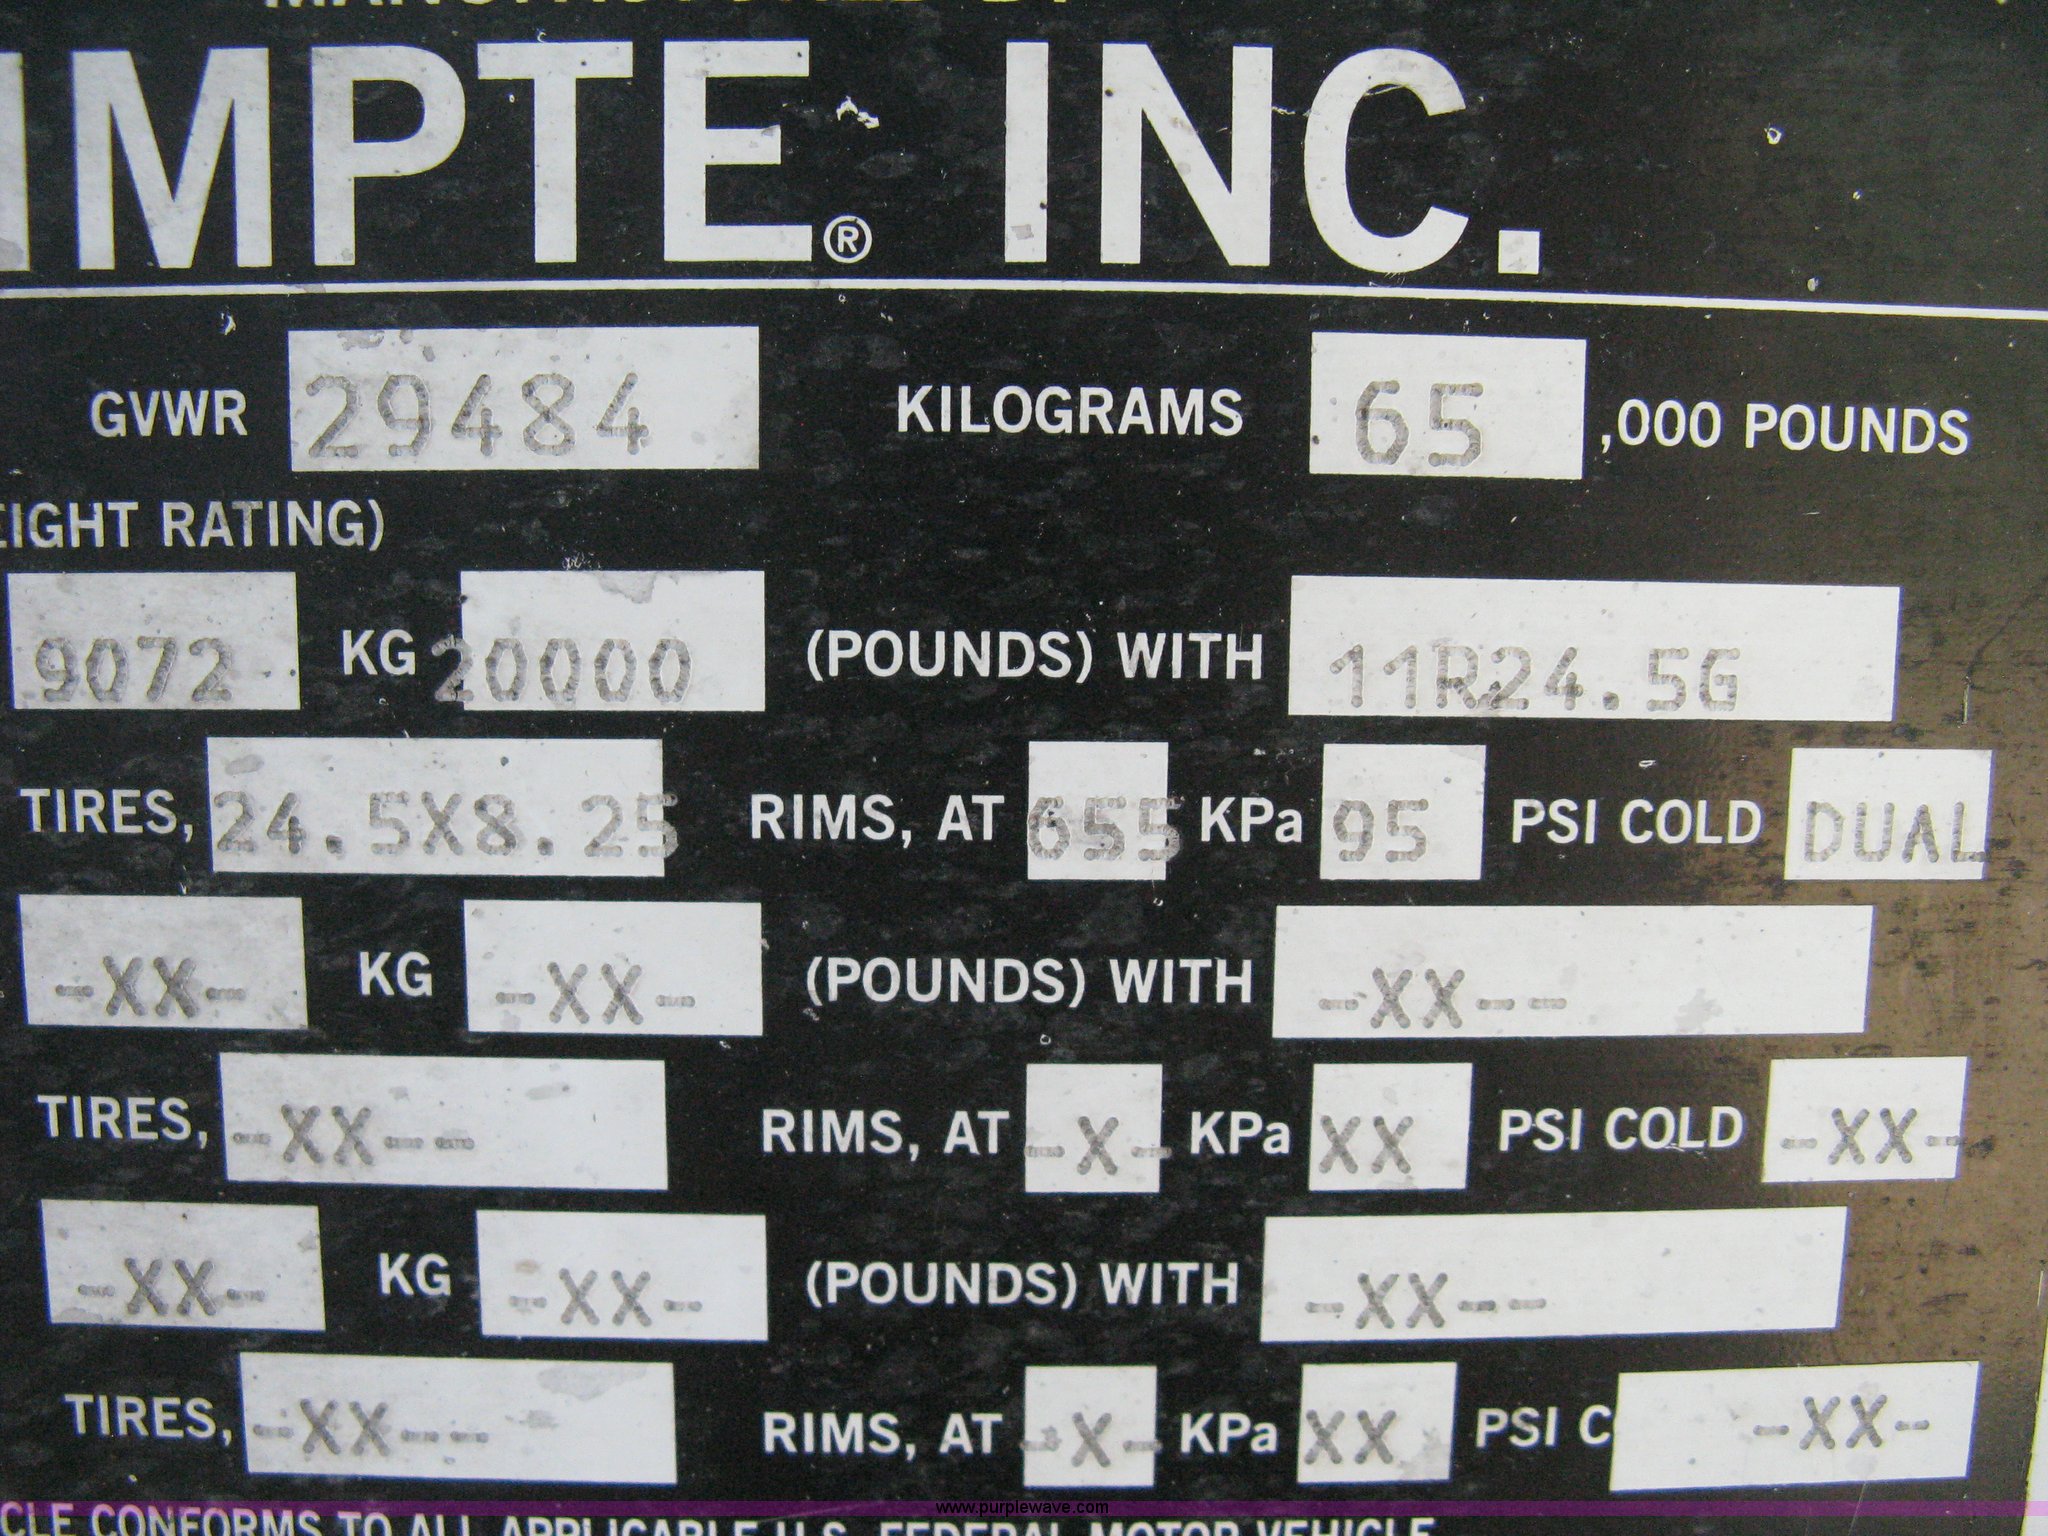 MANUFACTURED BY
IMPTE® INC.
GVWR 29484 KILOGRAMS 65 ,000 POUNDS
EIGHT RATING)
9072 KG 20000 (POUNDS) WITH 11R24.5G
TIRES, 24.5X8.25 RIMS, AT 655 KPa 95 PSI COLD DUAL
-XX- KG -XX- (POUNDS) WITH -XX--
TIRES, -XX-- RIMS, AT -X- KPa XX PSI COLD -XX-
-XX- KG -XX- (POUNDS) WITH -XX--
TIRES, -XX-- RIMS, AT -X- KPa XX PSI C -XX-
www.purplewave.com
CLE CONFORMS TO ALL APPLICABLE U.S. FEDERAL MOTOR VEHICLE